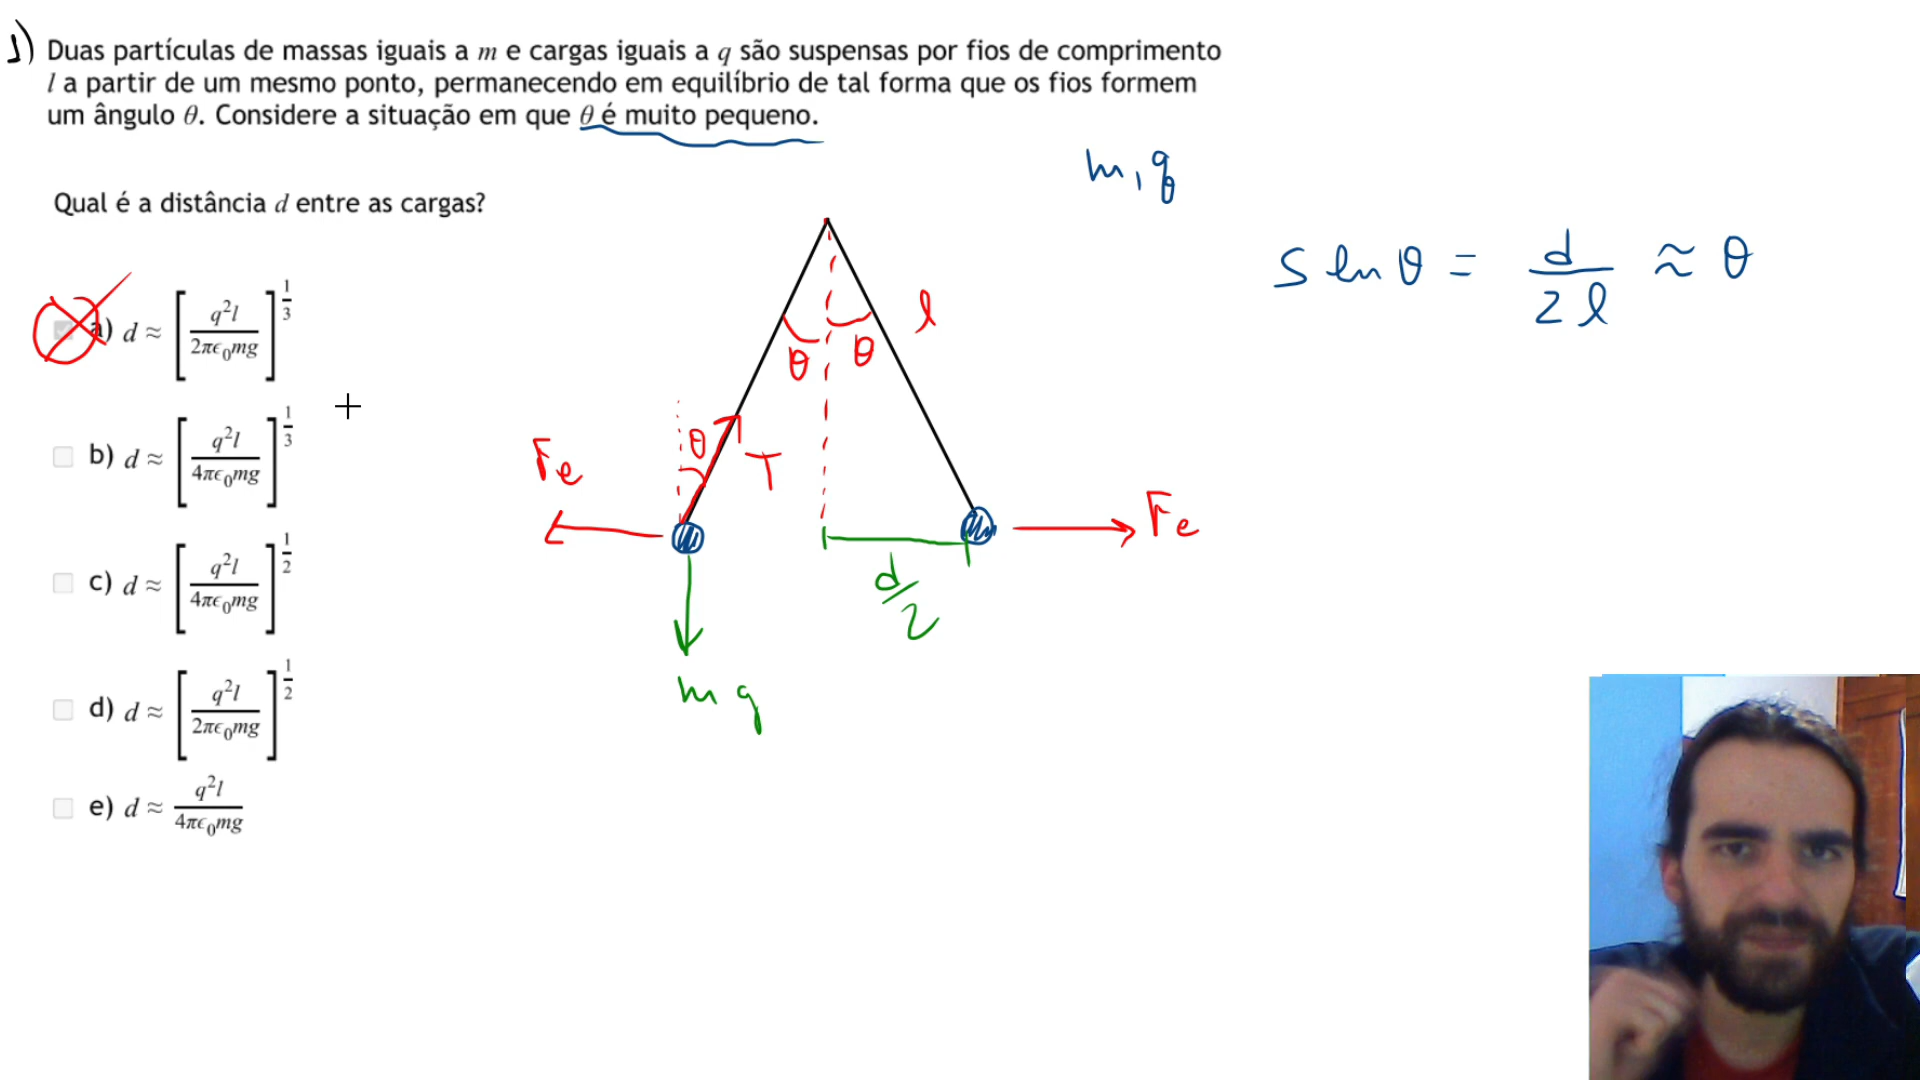 1) Duas partículas de massas iguais a m e cargas iguais a q são suspensas por fios de comprimento
l a partir de um mesmo ponto, permanecendo em equilíbrio de tal forma que os fios formem
um ângulo θ. Considere a situação em que θ é muito pequeno.
m, q
Qual é a distância d entre as cargas?
sen θ = d/2l ≈ θ
a) d ≈ [q²l / 2πϵ₀mg]^(1/3)
b) d ≈ [q²l / 4πϵ₀mg]^(1/3)
c) d ≈ [q²l / 4πϵ₀mg]^(1/2)
d) d ≈ [q²l / 2πϵ₀mg]^(1/2)
e) d ≈ q²l / 4πϵ₀mg
l
θ θ
θ
T
Fe
Fe
d/2
mg